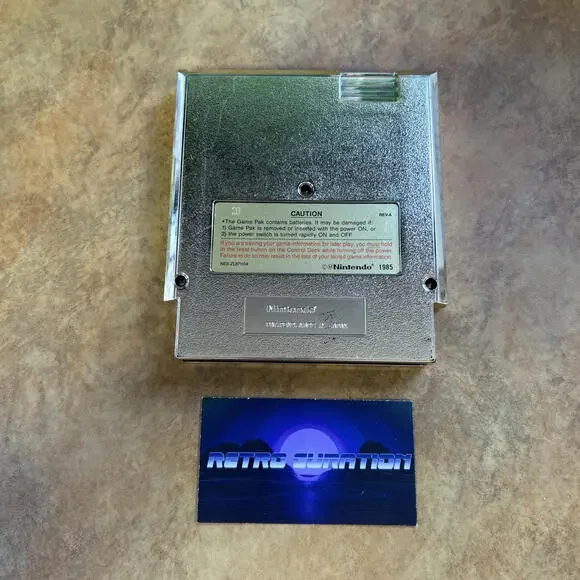 CAUTION
REV-A
•The Game Pak contains batteries. It may be damaged if:
1) Game Pak is removed or inserted with the power ON, or
2) the power switch is turned rapidly ON and OFF.
If you are saving your game information for later play, you must hold
in the reset button on the Control Deck while turning off the power.
Failure to do so may result in the loss of your stored game information.
©®Nintendo® 1985
Nintendo®
RETRO CURATION